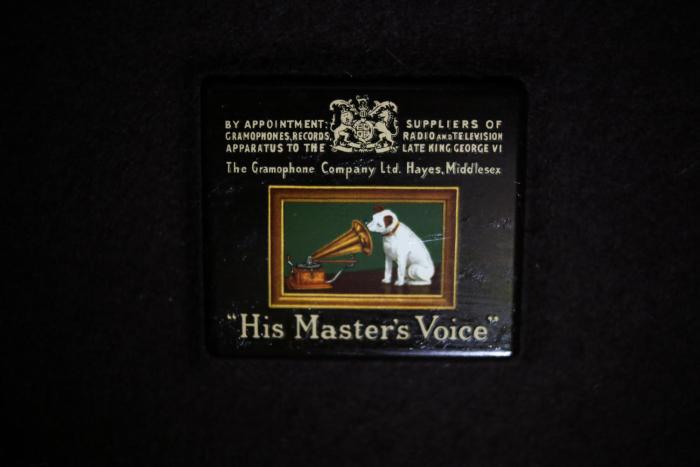 BY APPOINTMENT: SUPPLIERS OF
GRAMOPHONES, RECORDS, RADIO AND TELEVISION
APPARATUS TO THE LATE KING GEORGE VI
The Gramophone Company Ltd. Hayes, Middlesex
"His Master's Voice"